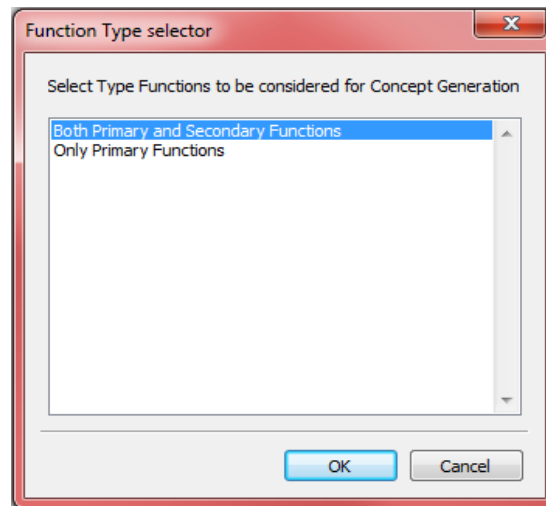 Function Type selector
Select Type Functions to be considered for Concept Generation
Both Primary and Secondary Functions
Only Primary Functions
OK
Cancel